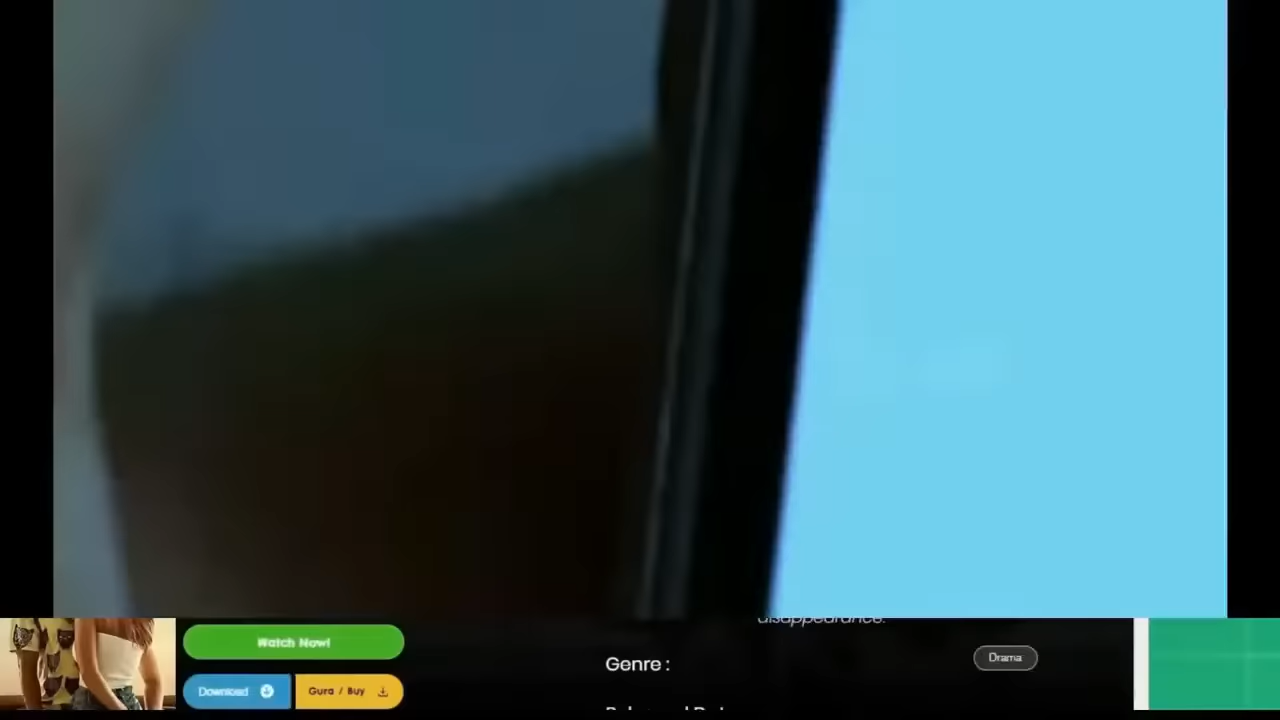 disappearance.
Watch Now!
Genre :
Drama
Download
Gura / Buy